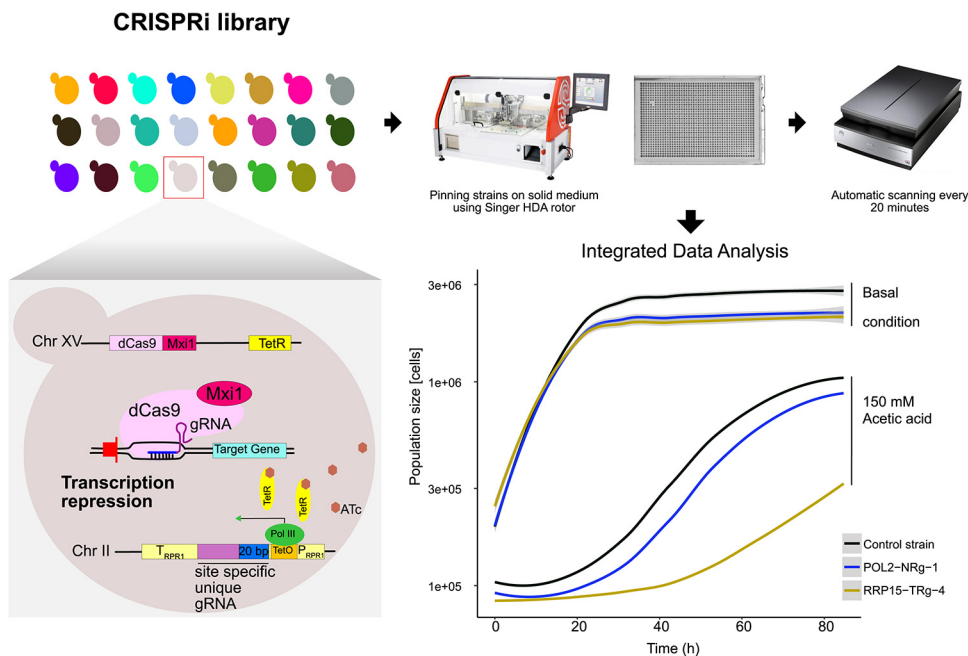 CRISPRi library
Pinning strains on solid medium
using Singer HDA rotor
Automatic scanning every
20 minutes
Chr XV
dCas9
Mxi1
TetR
Mxi1
dCas9
gRNA
Target Gene
Transcription
repression
TetR
TetR
ATc
Pol III
Chr II
TRPR1
20 bp
TetO
PRPR1
site specific
unique
gRNA
Integrated Data Analysis
Population size [cells]
3e+06
1e+06
3e+05
1e+05
Basal
condition
150 mM
Acetic acid
Control strain
POL2−NRg−1
RRP15−TRg−4
0
20
40
60
80
Time (h)